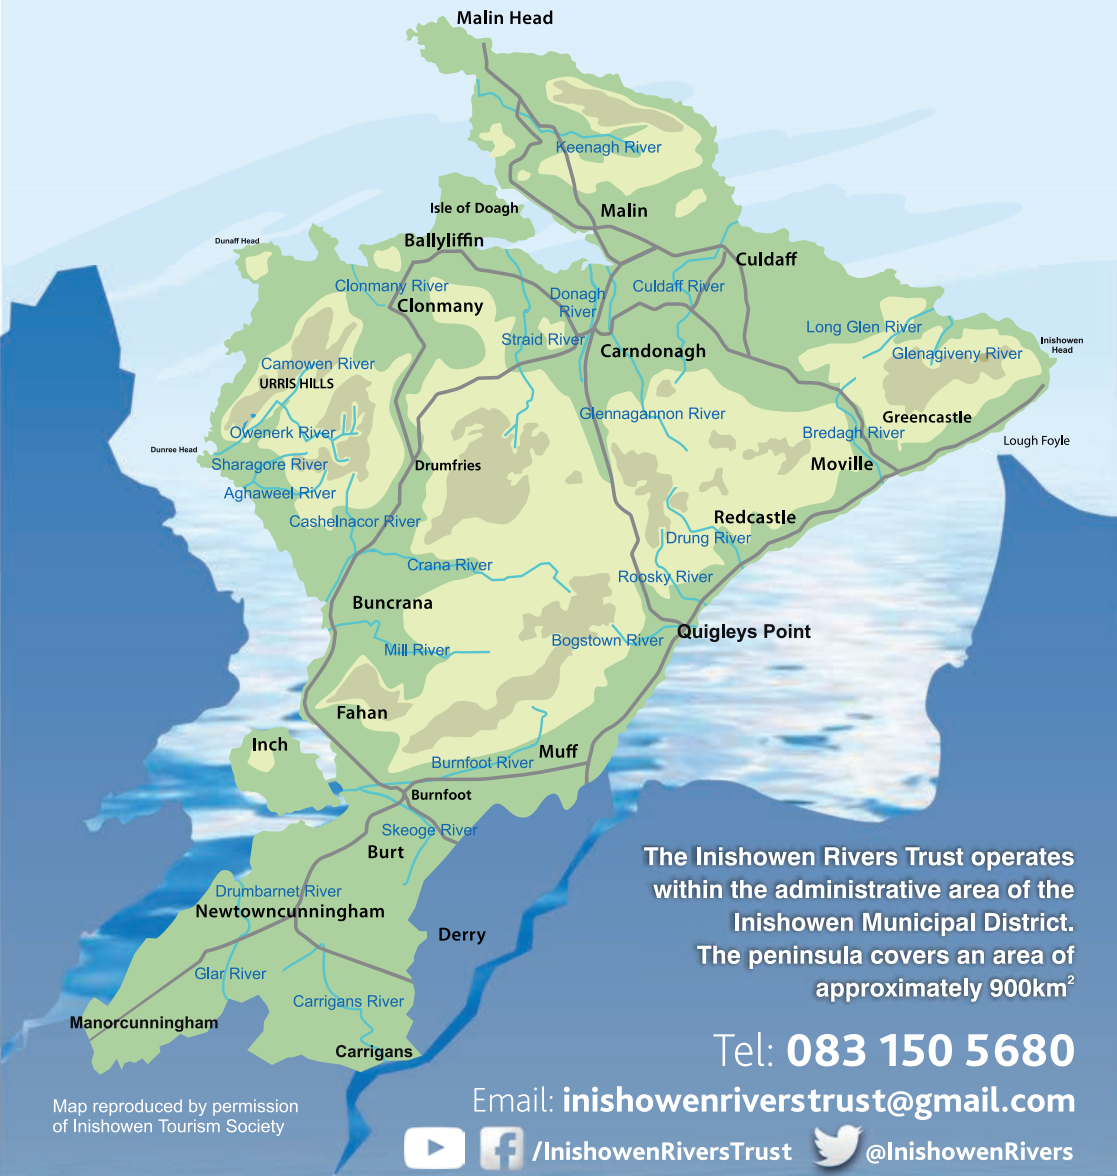 Malin Head
Keenagh River
Isle of Doagh
Malin
Dunaff Head
Ballyliffin
Culdaff
Clonmany River
Donagh
River
Culdaff River
Clonmany
Long Glen River
Straid River
Inishowen
Head
Carndonagh
Glenagiveny River
Camowen River
URRIS HILLS
Glennagannon River
Greencastle
Owenerk River
Bredagh River
Lough Foyle
Dunree Head
Sharagore River
Drumfries
Moville
Aghaweel River
Redcastle
Cashelnacor River
Drung River
Crana River
Roosky River
Buncrana
Quigleys Point
Bogstown River
Mill River
Fahan
Inch
Muff
Burnfoot River
Burnfoot
Skeoge River
Burt
Drumbarnet River
Newtowncunningham
Derry
Glar River
Carrigans River
Manorcunningham
Carrigans
The Inishowen Rivers Trust operates
within the administrative area of the
Inishowen Municipal District.
The peninsula covers an area of
approximately 900km²
Tel: 083 150 5680
Email: inishowenriverstrust@gmail.com
Map reproduced by permission
of Inishowen Tourism Society
f /InishowenRiversTrust @InishowenRivers